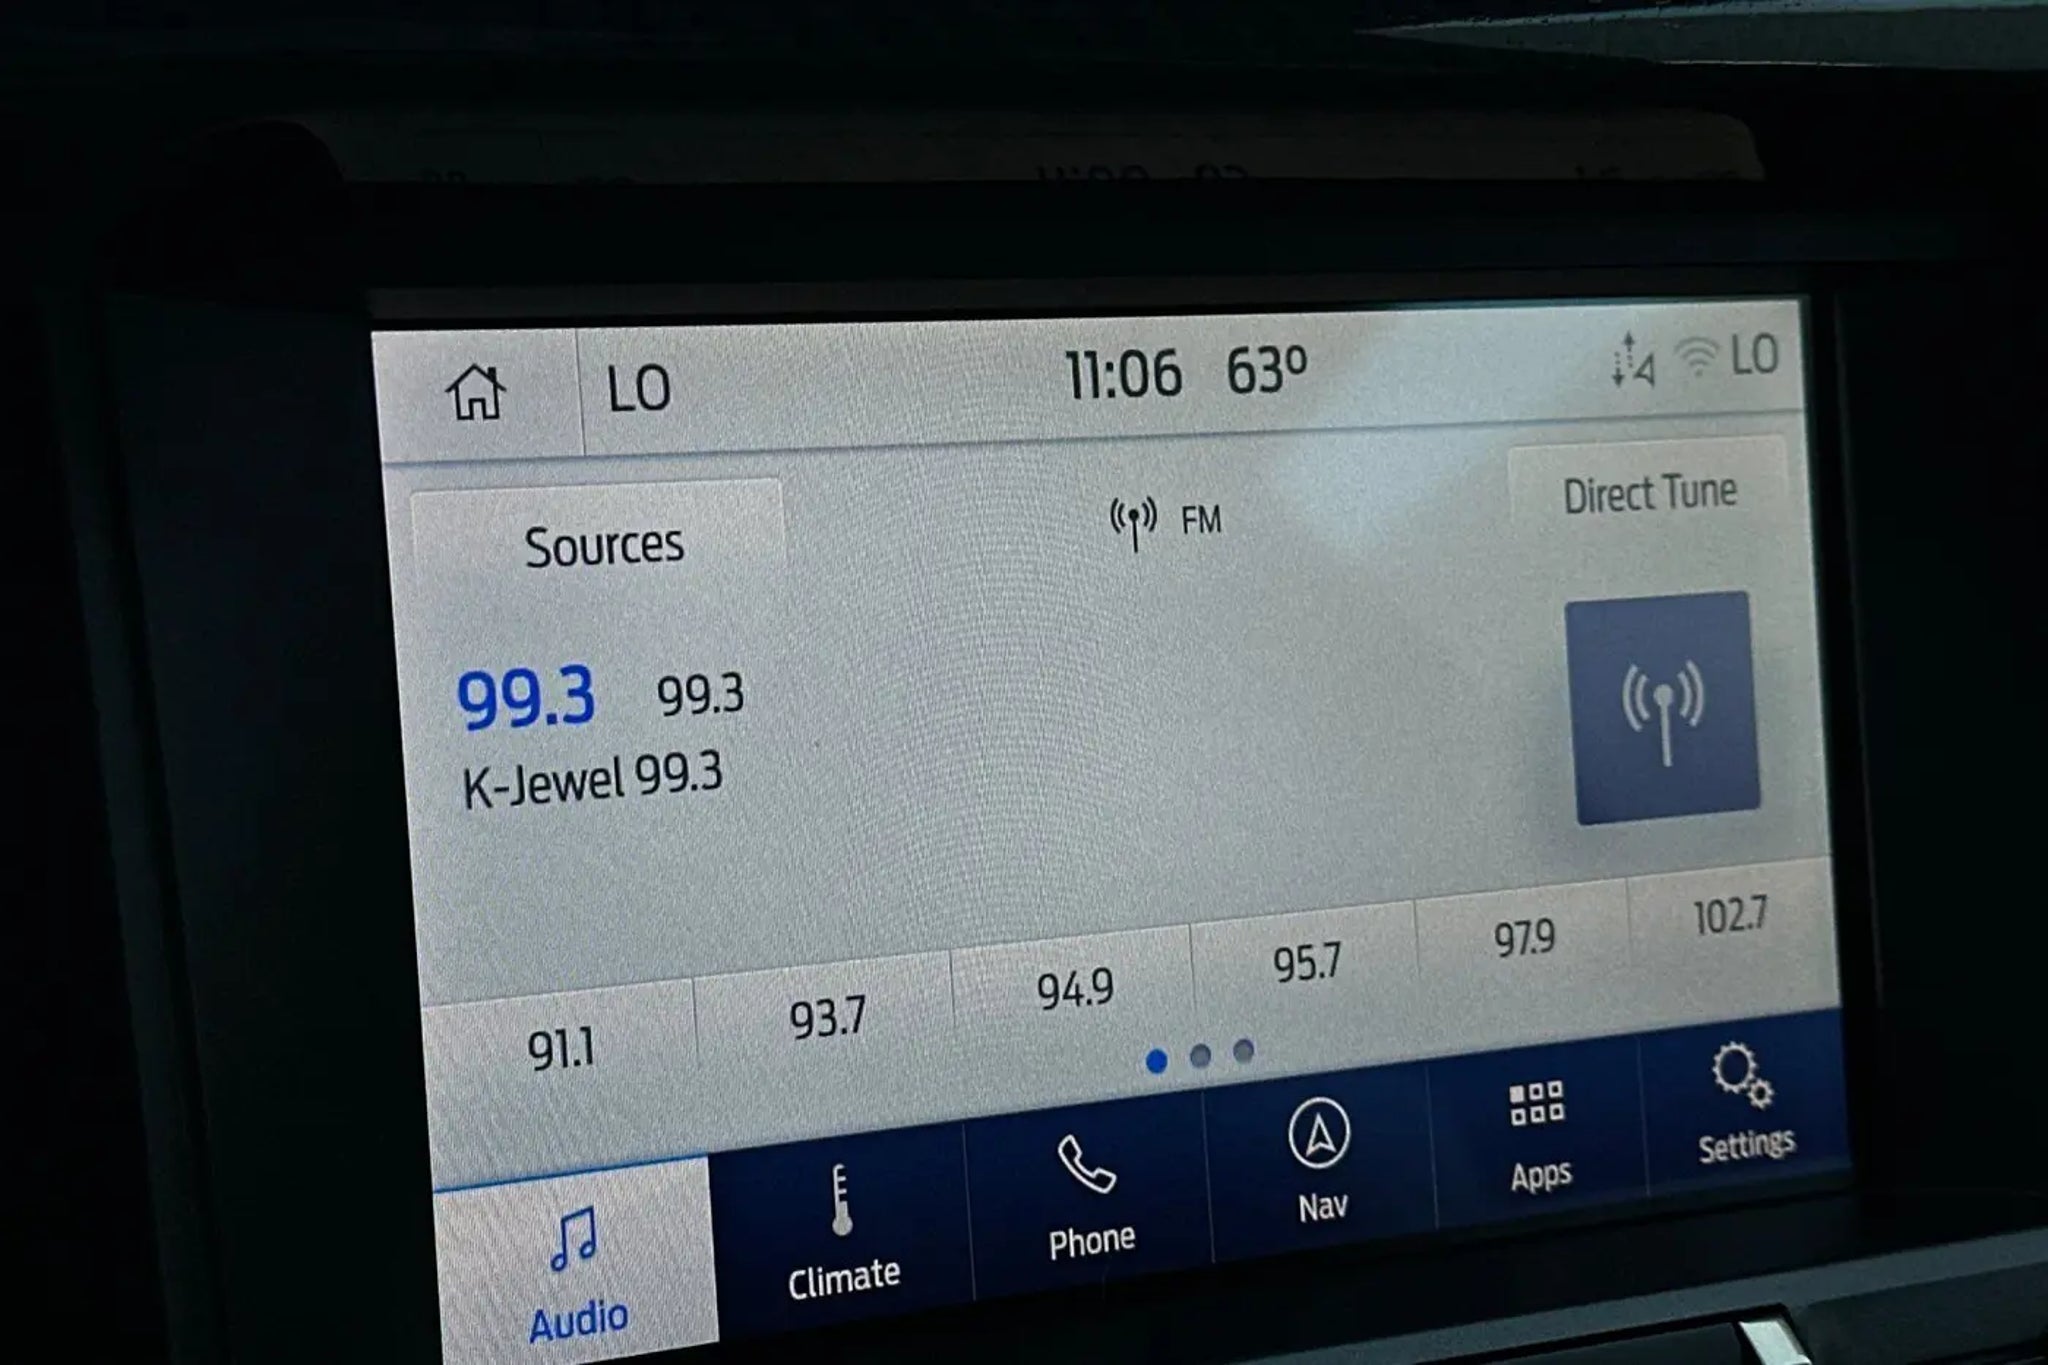 LO 11:06 63° LO
Sources FM Direct Tune
99.3 99.3
K-Jewel 99.3
91.1 93.7 94.9 95.7 97.9 102.7
Audio Climate Phone Nav Apps Settings